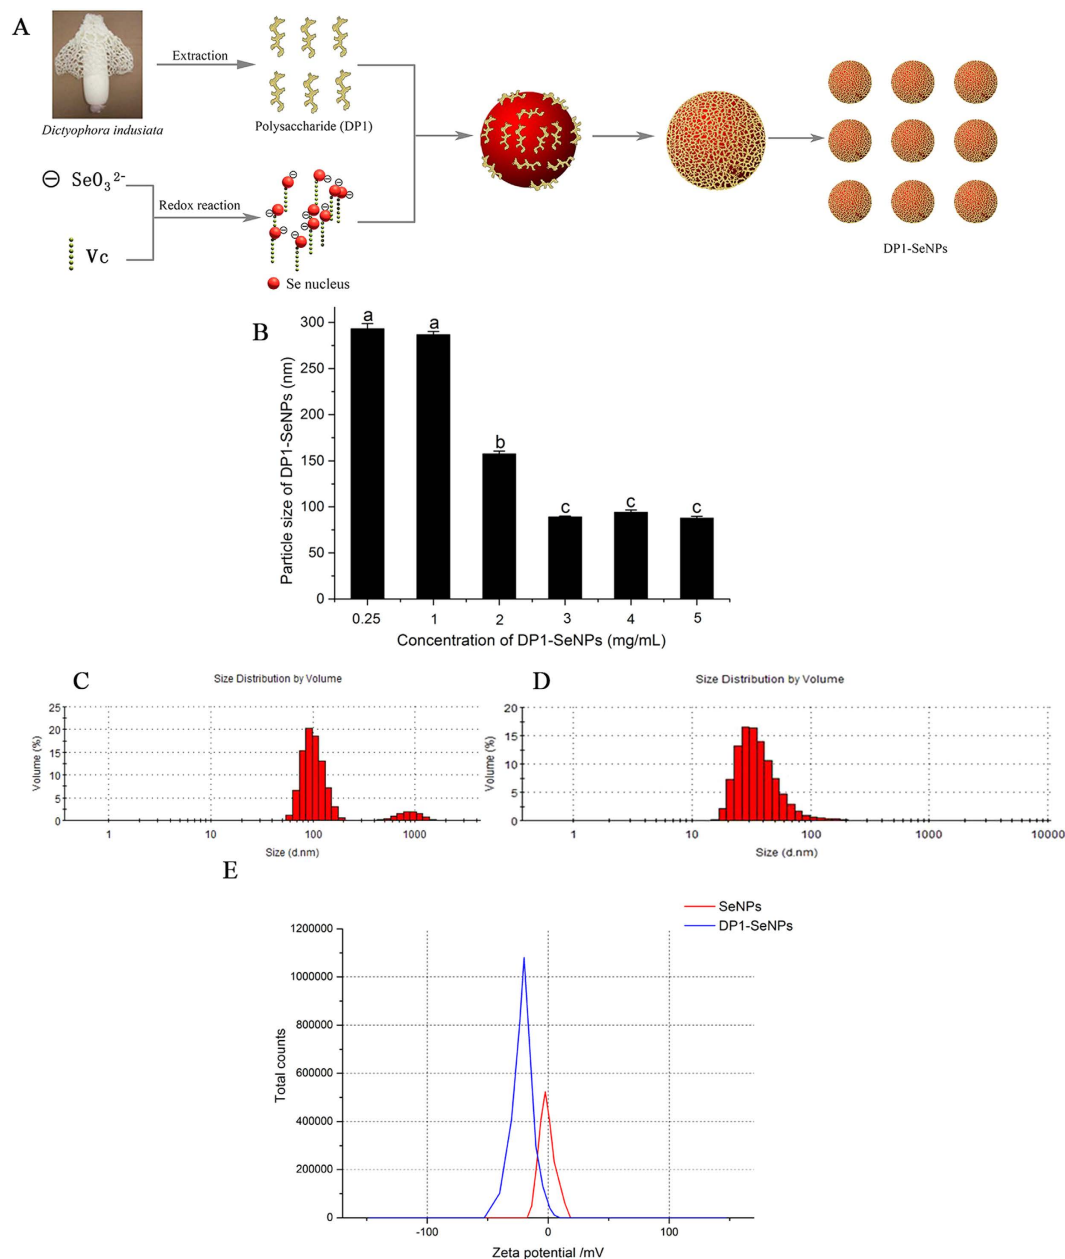 A
Extraction
Dictyophora indusiata
Polysaccharide (DP1)
⊖ SeO₃²⁻
Redox reaction
Vc
Se nucleus
DP1-SeNPs
B
Particle size of DP1-SeNPs (nm)
300
250
200
150
100
50
0
a
a
b
c
c
c
0.25 1 2 3 4 5
Concentration of DP1-SeNPs (mg/mL)
C
Size Distribution by Volume
Volume (%)
25
20
15
10
5
0
1 10 100 1000
Size (d.nm)
D
Size Distribution by Volume
Volume (%)
20
15
10
5
0
1 10 100 1000 10000
Size (d.nm)
E
SeNPs
DP1-SeNPs
Total counts
1200000
1000000
800000
600000
400000
200000
0
-100 0 100
Zeta potential /mV